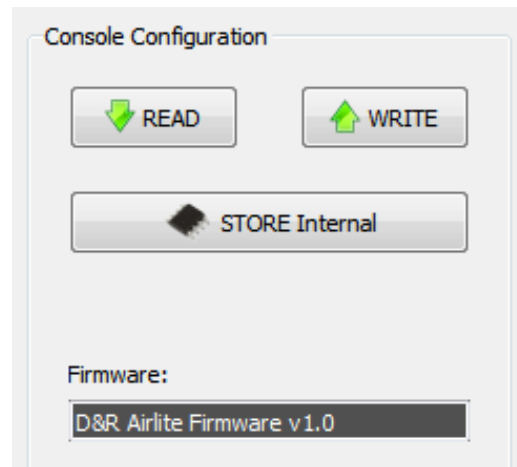 Console Configuration
READ
WRITE
STORE Internal
Firmware:
D&R Airlite Firmware v1.0